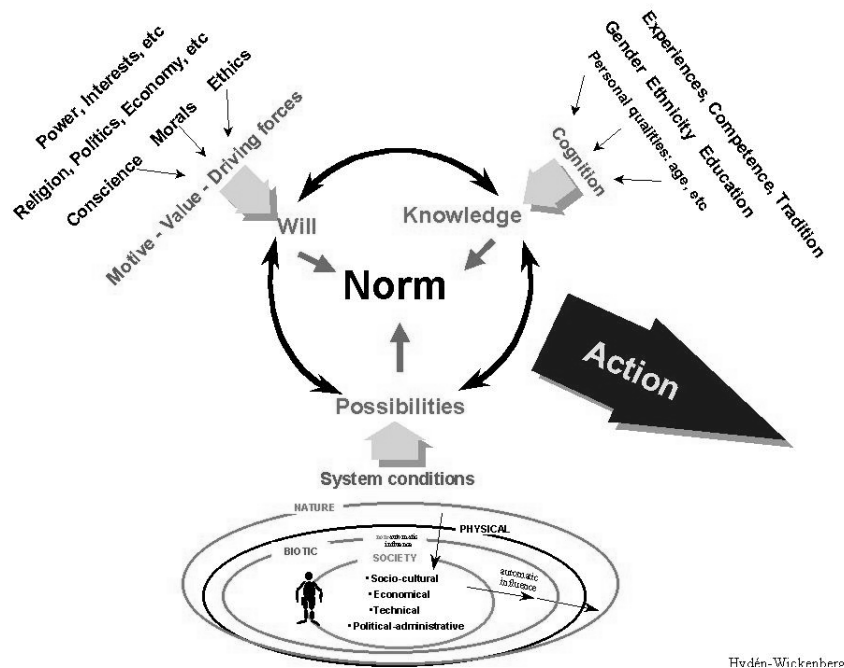 Power, Interests, etc
Religion, Politics, Economy, etc
Conscience Morals Ethics
Motive - Value - Driving forces
Experiences, Competence, Tradition
Gender Ethnicity Education
Personal qualities: age, etc
Cognition
Will
Knowledge
Norm
Possibilities
Action
System conditions
NATURE
PHYSICAL
BIOTIC
influence
SOCIETY
•Socio-cultural
•Economical
•Technical
•Political-administrative
automatic
influence
Hydén-Wickenberg